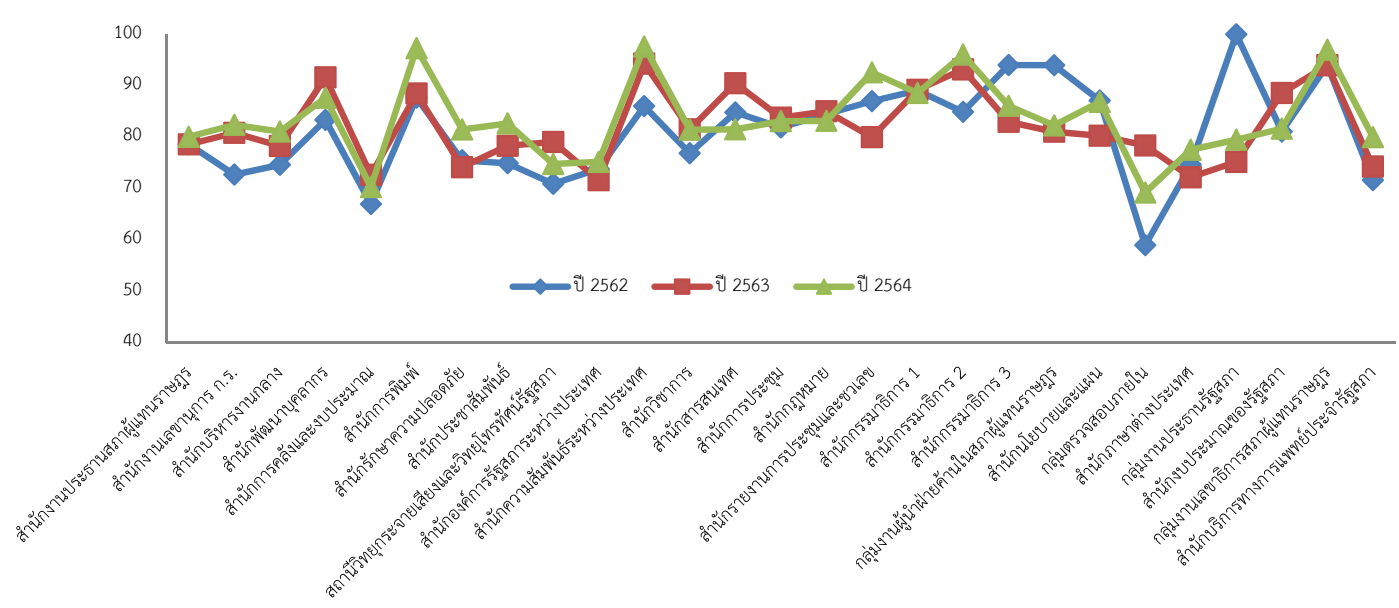 100
90
80
70
60
50
40
ปี 2562
ปี 2563
ปี 2564
สำนักงานประธานสภาผู้แทนราษฎร
สำนักงานเลขานุการ ก.ร.
สำนักบริหารงานกลาง
สำนักพัฒนาบุคลากร
สำนักการคลังและงบประมาณ
สำนักการพิมพ์
สำนักรักษาความปลอดภัย
สำนักประชาสัมพันธ์
สถานีวิทยุกระจายเสียงและวิทยุโทรทัศน์รัฐสภา
สำนักองค์การรัฐสภาระหว่างประเทศ
สำนักความสัมพันธ์ระหว่างประเทศ
สำนักวิชาการ
สำนักสารสนเทศ
สำนักการประชุม
สำนักกฎหมาย
สำนักรายงานการประชุมและชวเลข
สำนักกรรมาธิการ 1
สำนักกรรมาธิการ 2
สำนักกรรมาธิการ 3
กลุ่มงานผู้นำฝ่ายค้านในสภาผู้แทนราษฎร
สำนักนโยบายและแผน
กลุ่มตรวจสอบภายใน
สำนักภาษาต่างประเทศ
กลุ่มงานประธานรัฐสภา
สำนักงบประมาณของรัฐสภา
กลุ่มงานเลขาธิการสภาผู้แทนราษฎร
สำนักบริการทางการแพทย์ประจำรัฐสภา